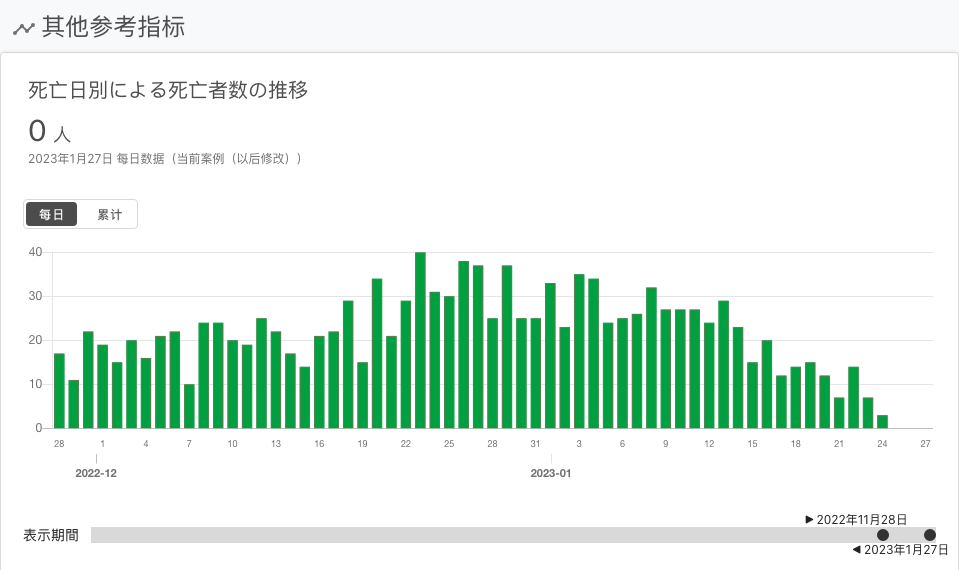 其他参考指标
死亡日別による死亡者数の推移
0 人
2023年1月27日 每日数据（当前案例（以后修改））
每日 累计
40
30
20
10
0
28 1 4 7 10 13 16 19 22 25 28 31 3 6 9 12 15 18 21 24 27
2022-12 2023-01
▶ 2022年11月28日
表示期間
◀ 2023年1月27日